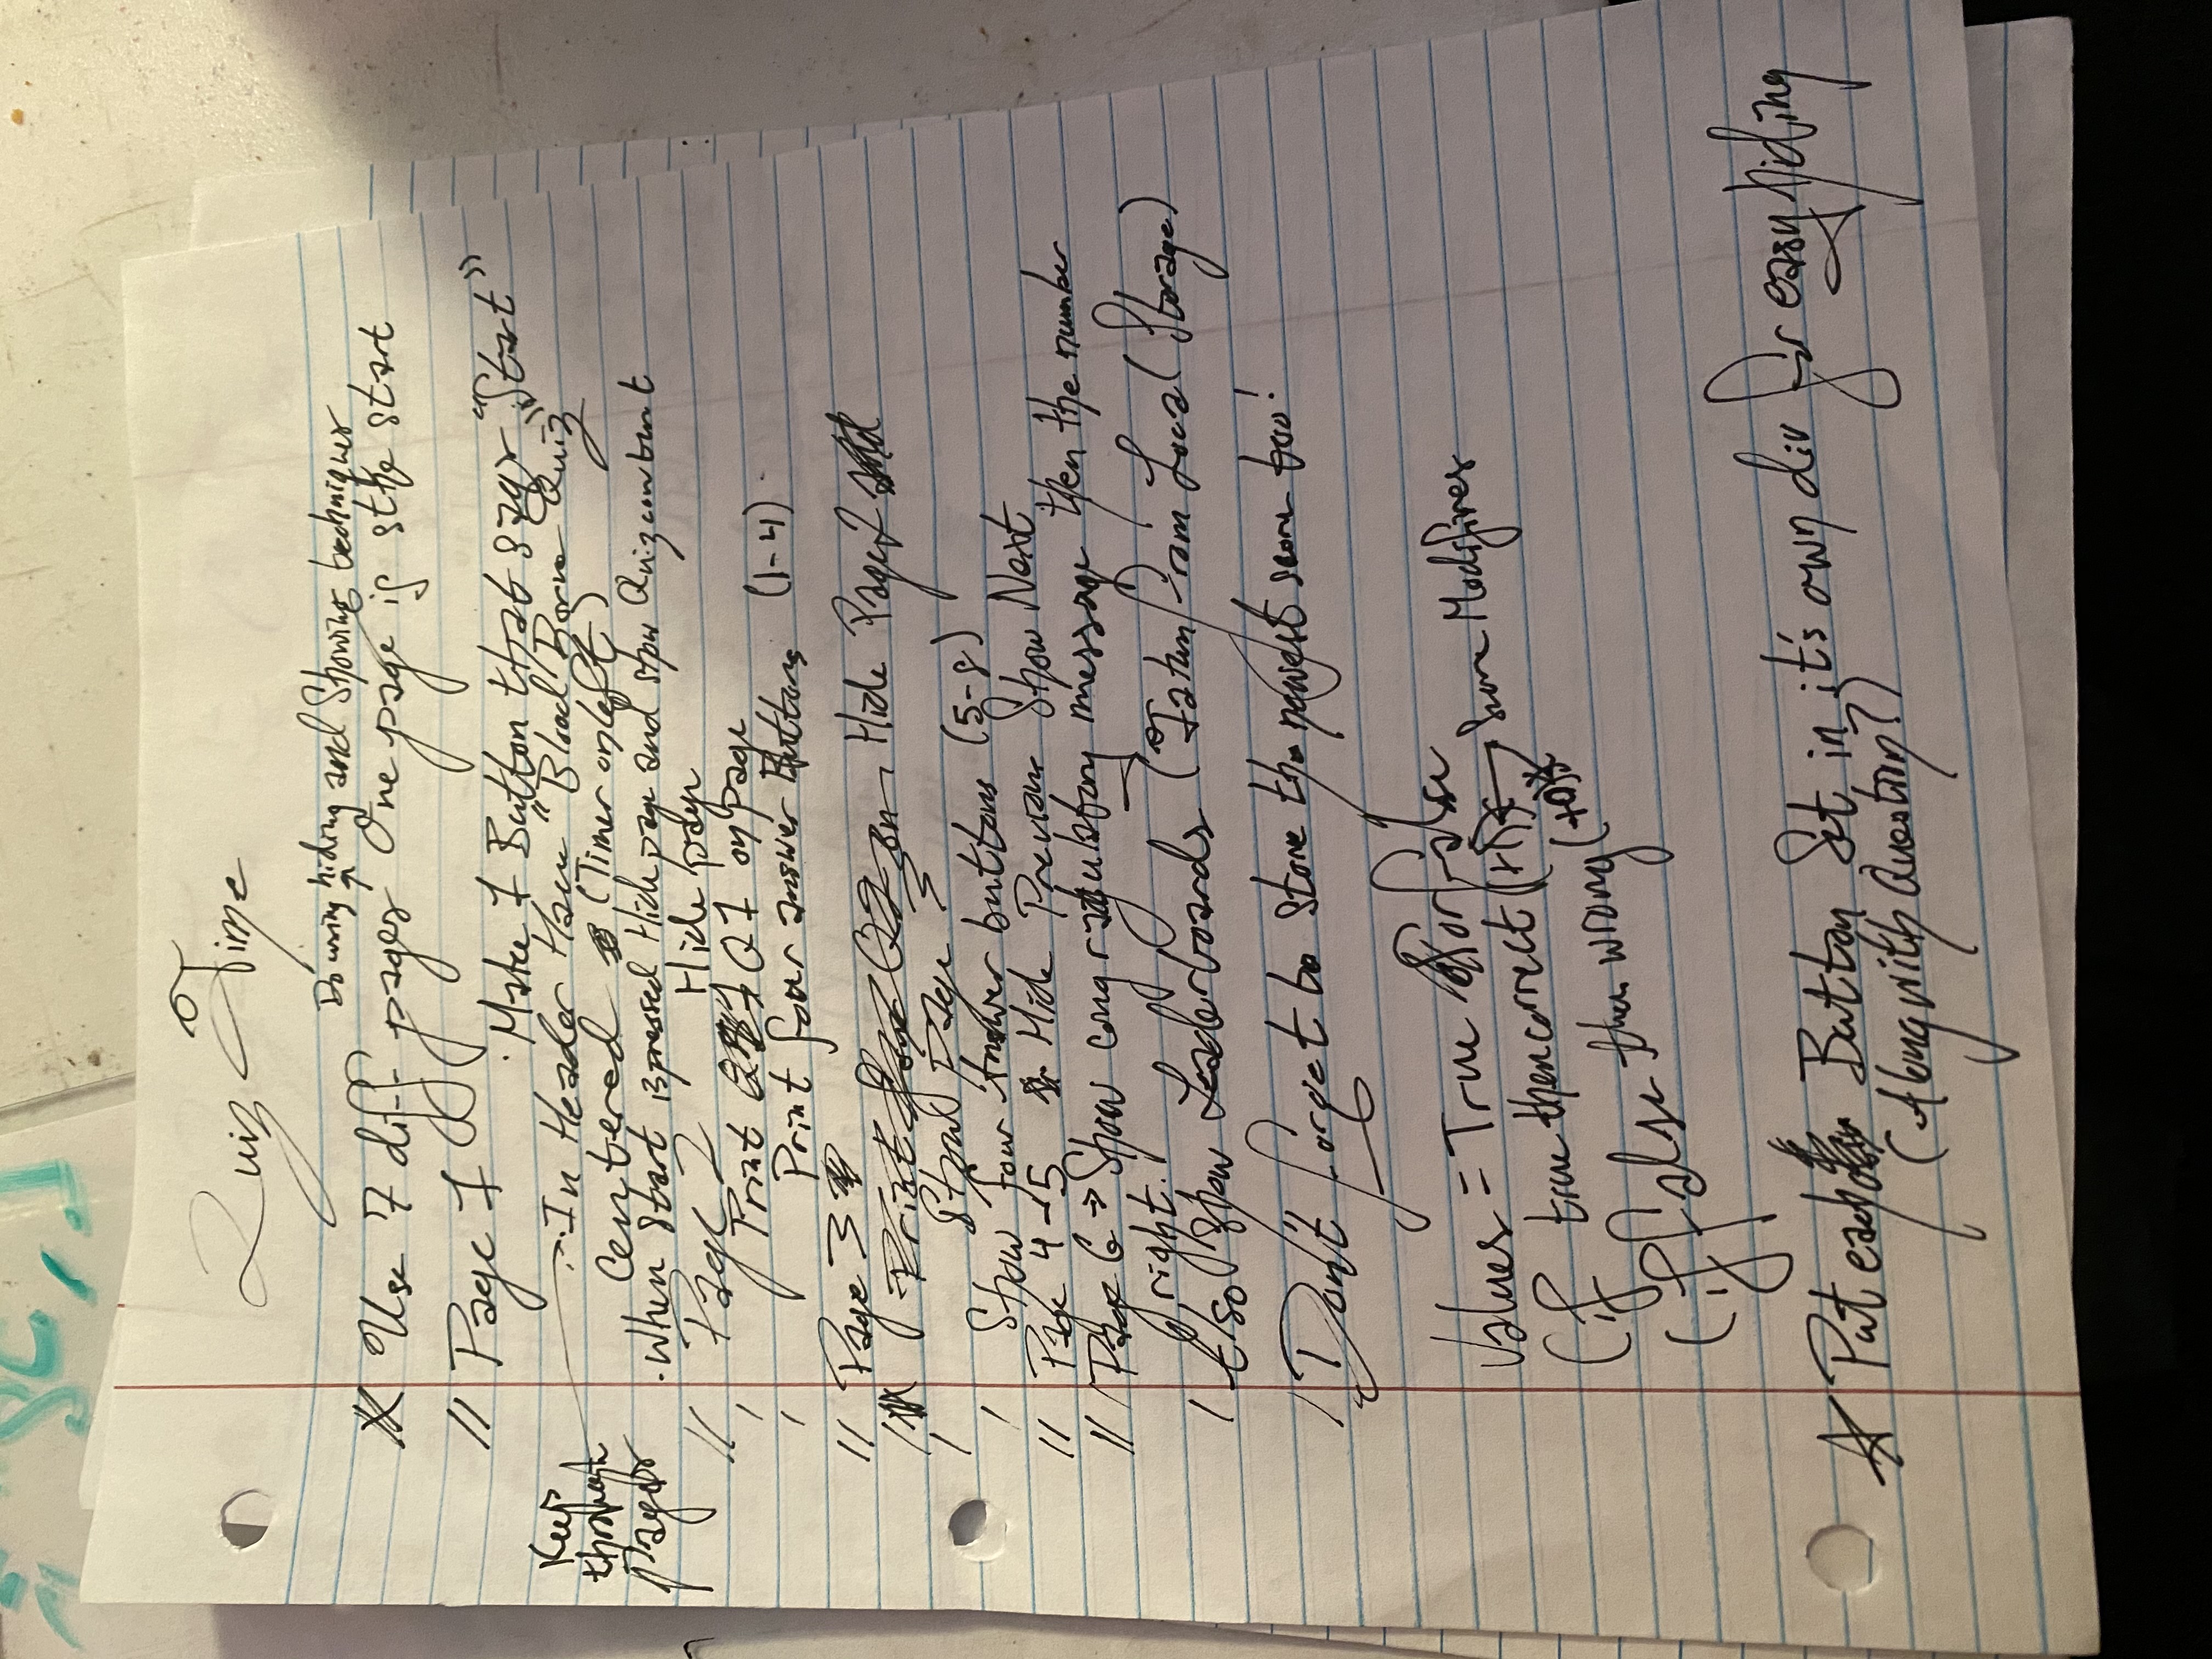 Quiz Time
Do using hiding and Showing techniques
Use 7 diff pages ↑ One page is the start
// Page 1
· Make 1 Button that says "Start"
Keep through Pages
· In Header Have "Blood Borne Quiz"
centered (Timer on left)
· When Start is pressed Hide page and show Quiz content
// Page 2 Hide page
/ Print Q1 on page
/ Print four answer Buttons (1-4)
// Page 3
/ Hide Page 2
/ Show page 3
/ Show four Answer buttons (5-8)
// Page 4-5 Hide Previous Show Next
// Page 6 → Show congratulatory message then the number
right.
/ Also Show Leaderboards ( from Local Storage)
/ Don't forget to store the newest score too!
Values = True or false
(if true then correct (+1) ← Score Modifires
(if false then wrong (+0)
☆ Put each Button Set in it's own div for easy hiding
(Along with Question?)